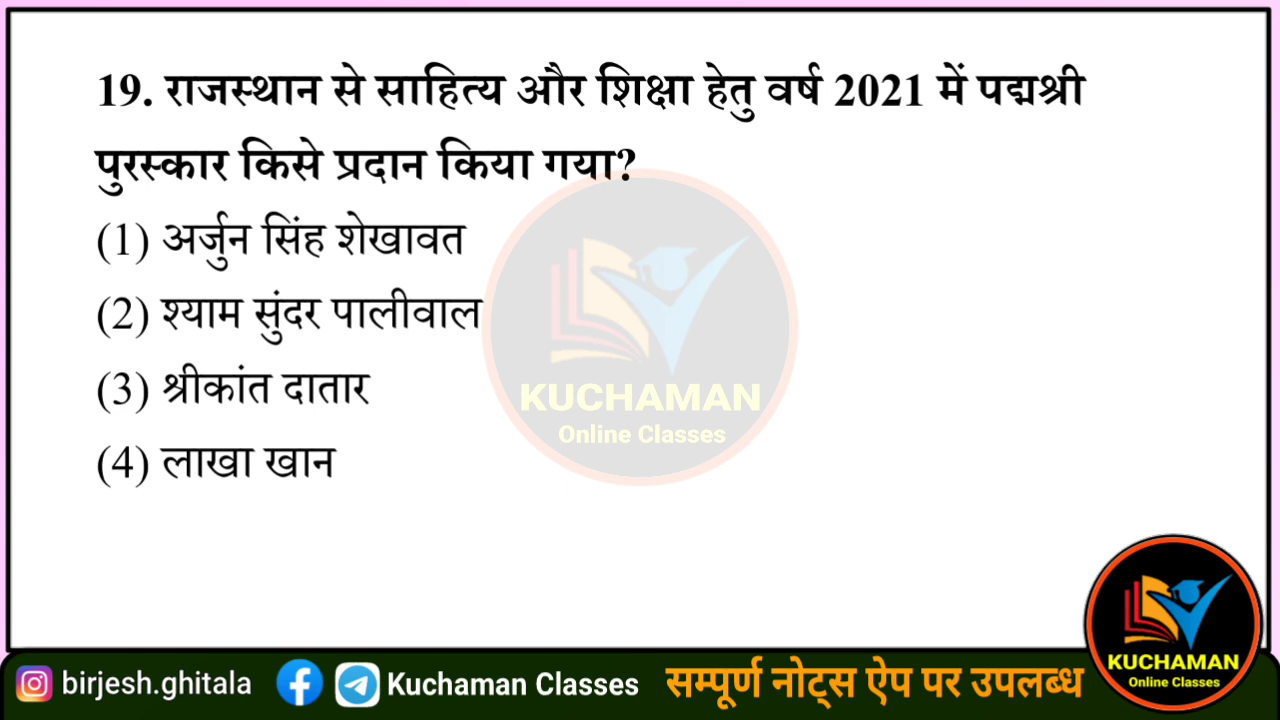 19. राजस्थान से साहित्य और शिक्षा हेतु वर्ष 2021 में पद्मश्री
पुरस्कार किसे प्रदान किया गया?
(1) अर्जुन सिंह शेखावत
(2) श्याम सुंदर पालीवाल
(3) श्रीकांत दातार
(4) लाखा खान
KUCHAMAN
Online Classes
KUCHAMAN
Online Classes
birjesh.ghitala
Kuchaman Classes
सम्पूर्ण नोट्स ऐप पर उपलब्ध